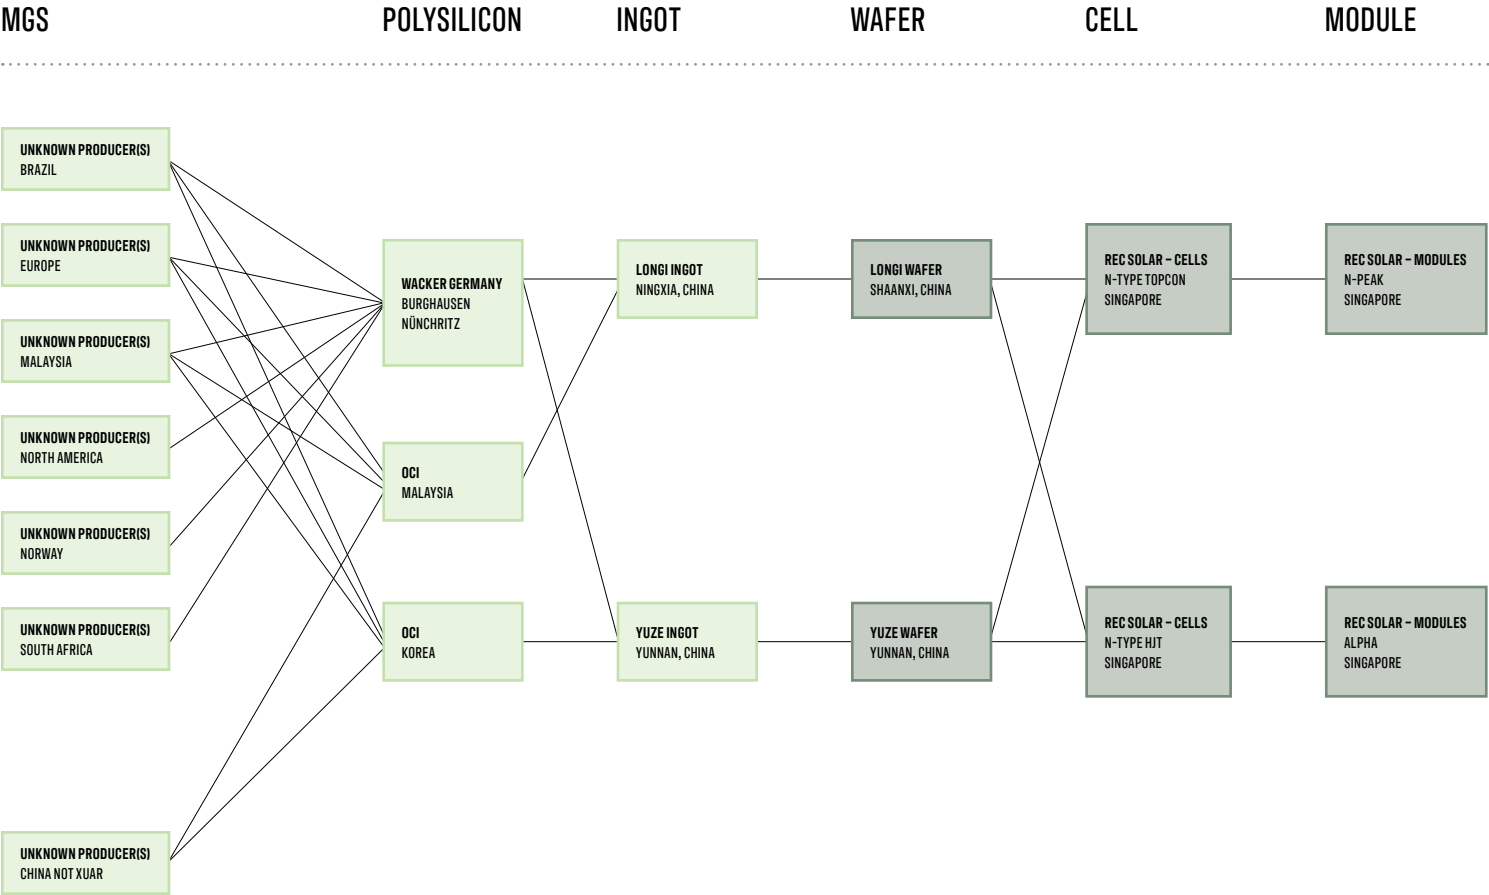 MGS
POLYSILICON
INGOT
WAFER
CELL
MODULE
UNKNOWN PRODUCER(S)
BRAZIL
UNKNOWN PRODUCER(S)
EUROPE
UNKNOWN PRODUCER(S)
MALAYSIA
UNKNOWN PRODUCER(S)
NORTH AMERICA
UNKNOWN PRODUCER(S)
NORWAY
UNKNOWN PRODUCER(S)
SOUTH AFRICA
UNKNOWN PRODUCER(S)
CHINA NOT XUAR
WACKER GERMANY
BURGHAUSEN
NÜNCHRITZ
OCI
MALAYSIA
OCI
KOREA
LONGI INGOT
NINGXIA, CHINA
YUZE INGOT
YUNNAN, CHINA
LONGI WAFER
SHAANXI, CHINA
YUZE WAFER
YUNNAN, CHINA
REC SOLAR – CELLS
N-TYPE TOPCON
SINGAPORE
REC SOLAR – CELLS
N-TYPE HJT
SINGAPORE
REC SOLAR – MODULES
N-PEAK
SINGAPORE
REC SOLAR – MODULES
ALPHA
SINGAPORE